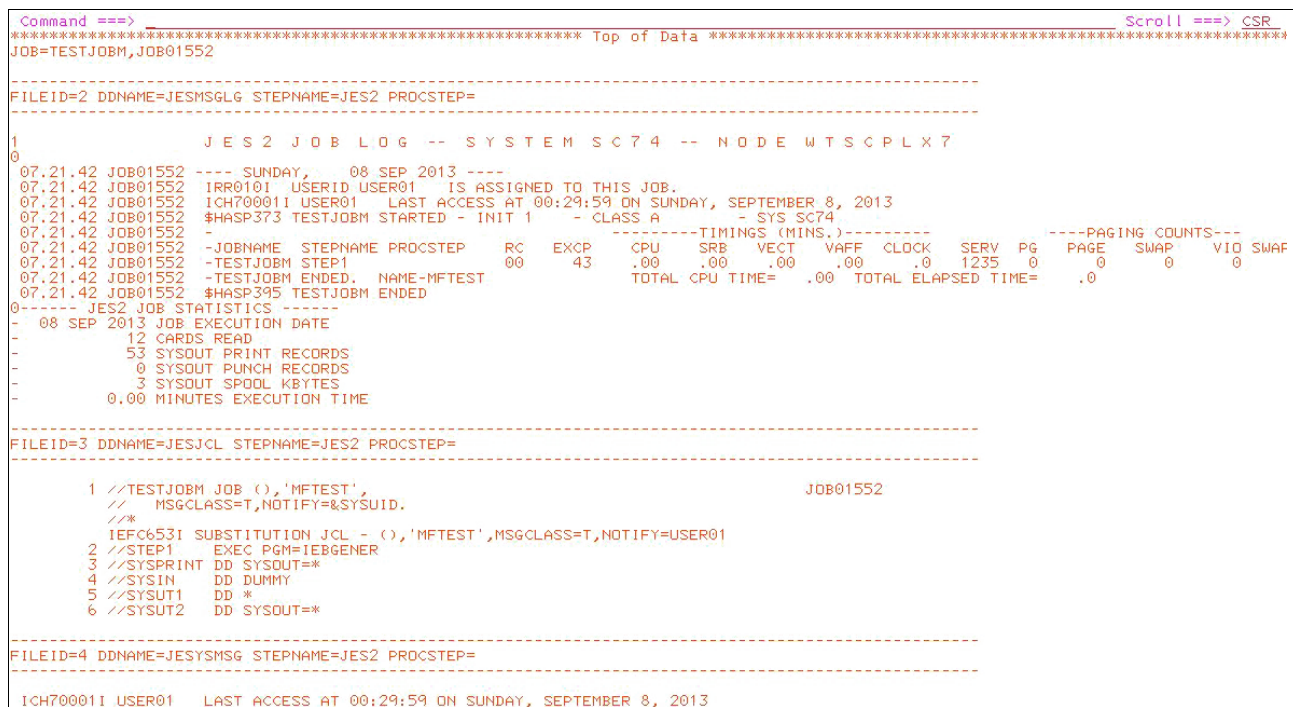 Command ===> _ Scroll ===> CSR
********************************************************** Top of Data ***********************************************************
JOB=TESTJOBM,JOB01552
----------------------------------------------------------------------------------------------------
FILEID=2 DDNAME=JESMSGLG STEPNAME=JES2 PROCSTEP=
----------------------------------------------------------------------------------------------------
1                   J E S 2  J O B  L O G  --  S Y S T E M  S C 7 4  --  N O D E  W T S C P L X 7
0
07.21.42 JOB01552 ---- SUNDAY,    08 SEP 2013 ----
07.21.42 JOB01552  IRR010I  USERID USER01   IS ASSIGNED TO THIS JOB.
07.21.42 JOB01552  ICH70001I USER01   LAST ACCESS AT 00:29:59 ON SUNDAY, SEPTEMBER 8, 2013
07.21.42 JOB01552  $HASP373 TESTJOBM STARTED - INIT 1    - CLASS A        - SYS SC74
07.21.42 JOB01552  -                                      ---------TIMINGS (MINS.)---------            ----PAGING COUNTS---
07.21.42 JOB01552  -JOBNAME  STEPNAME PROCSTEP    RC   EXCP    CPU    SRB   VECT   VAFF  CLOCK   SERV  PG   PAGE   SWAP    VIO SWAP
07.21.42 JOB01552  -TESTJOBM STEP1                00     43    .00    .00    .00    .00     .0   1235   0      0      0      0
07.21.42 JOB01552  -TESTJOBM ENDED.  NAME-MFTEST               TOTAL CPU TIME=   .00  TOTAL ELAPSED TIME=    .0
07.21.42 JOB01552  $HASP395 TESTJOBM ENDED
0------ JES2 JOB STATISTICS ------
-  08 SEP 2013 JOB EXECUTION DATE
-           12 CARDS READ
-           53 SYSOUT PRINT RECORDS
-            0 SYSOUT PUNCH RECORDS
-            3 SYSOUT SPOOL KBYTES
-         0.00 MINUTES EXECUTION TIME
----------------------------------------------------------------------------------------------------
FILEID=3 DDNAME=JESJCL STEPNAME=JES2 PROCSTEP=
----------------------------------------------------------------------------------------------------
1 //TESTJOBM JOB (),'MFTEST',                                             JOB01552
//   MSGCLASS=T,NOTIFY=&SYSUID.
//*
IEFC653I SUBSTITUTION JCL - (),'MFTEST',MSGCLASS=T,NOTIFY=USER01
2 //STEP1    EXEC PGM=IEBGENER
3 //SYSPRINT DD SYSOUT=*
4 //SYSIN    DD DUMMY
5 //SYSUT1   DD *
6 //SYSUT2   DD SYSOUT=*
----------------------------------------------------------------------------------------------------
FILEID=4 DDNAME=JESYSMSG STEPNAME=JES2 PROCSTEP=
----------------------------------------------------------------------------------------------------
ICH70001I USER01   LAST ACCESS AT 00:29:59 ON SUNDAY, SEPTEMBER 8, 2013